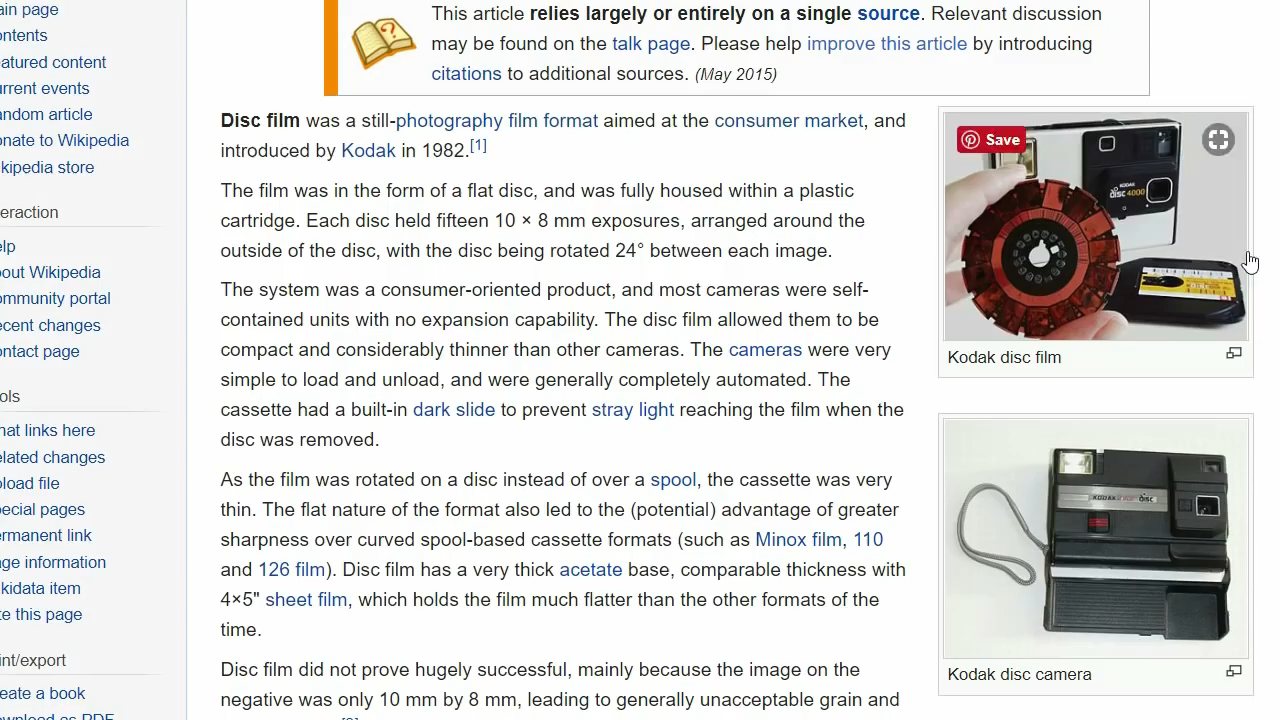 ain page
ontents
atured content
rrent events
andom article
onate to Wikipedia
kipedia store
eraction
elp
out Wikipedia
ommunity portal
ecent changes
ontact page
ols
hat links here
elated changes
load file
pecial pages
ermanent link
ge information
kidata item
te this page
int/export
reate a book
ownload as PDF
This article relies largely or entirely on a single source. Relevant discussion
may be found on the talk page. Please help improve this article by introducing
citations to additional sources. (May 2015)
Disc film was a still-photography film format aimed at the consumer market, and
introduced by Kodak in 1982.[1]
The film was in the form of a flat disc, and was fully housed within a plastic
cartridge. Each disc held fifteen 10 × 8 mm exposures, arranged around the
outside of the disc, with the disc being rotated 24° between each image.
The system was a consumer-oriented product, and most cameras were self-
contained units with no expansion capability. The disc film allowed them to be
compact and considerably thinner than other cameras. The cameras were very
simple to load and unload, and were generally completely automated. The
cassette had a built-in dark slide to prevent stray light reaching the film when the
disc was removed.
As the film was rotated on a disc instead of over a spool, the cassette was very
thin. The flat nature of the format also led to the (potential) advantage of greater
sharpness over curved spool-based cassette formats (such as Minox film, 110
and 126 film). Disc film has a very thick acetate base, comparable thickness with
4×5" sheet film, which holds the film much flatter than the other formats of the
time.
Disc film did not prove hugely successful, mainly because the image on the
negative was only 10 mm by 8 mm, leading to generally unacceptable grain and
Save
KODAK
disc 4000
Kodak disc film
KODAK
disc
Kodak disc camera